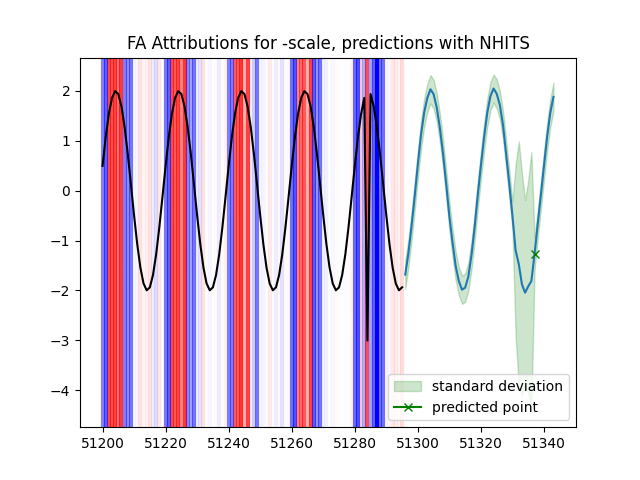 FA Attributions for -scale, predictions with NHITS
2
1
0
−1
−2
−3
−4
standard deviation
predicted point
51200 51220 51240 51260 51280 51300 51320 51340